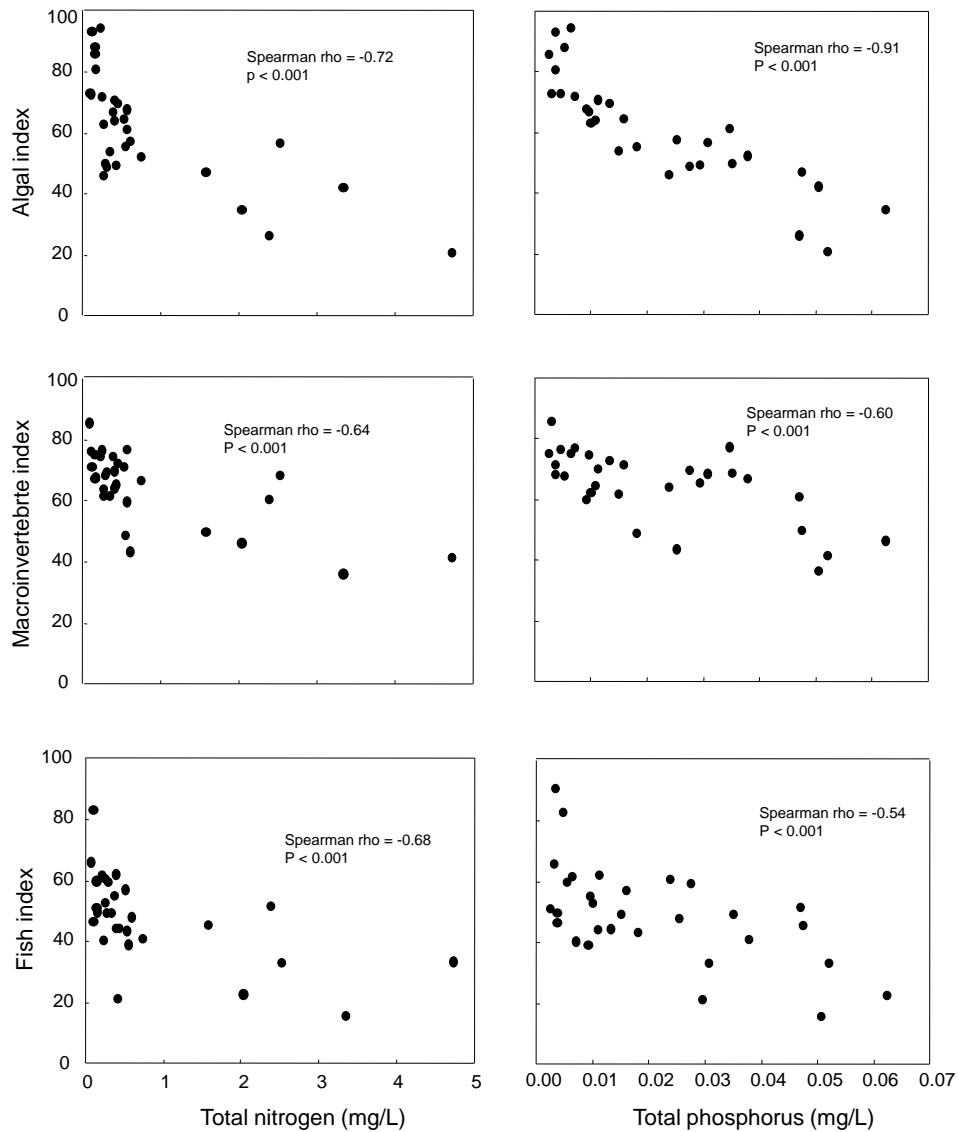 100
80
60
40
20
0
Algal index
Spearman rho = -0.72
p < 0.001
Spearman rho = -0.91
P < 0.001
100
80
60
40
20
0
Macroinvertebrte index
Spearman rho = -0.64
P < 0.001
Spearman rho = -0.60
P < 0.001
100
80
60
40
20
0
Fish index
Spearman rho = -0.68
P < 0.001
Spearman rho = -0.54
P < 0.001
0 1 2 3 4 5
0.00 0.01 0.02 0.03 0.04 0.05 0.06 0.07
Total nitrogen (mg/L)
Total phosphorus (mg/L)